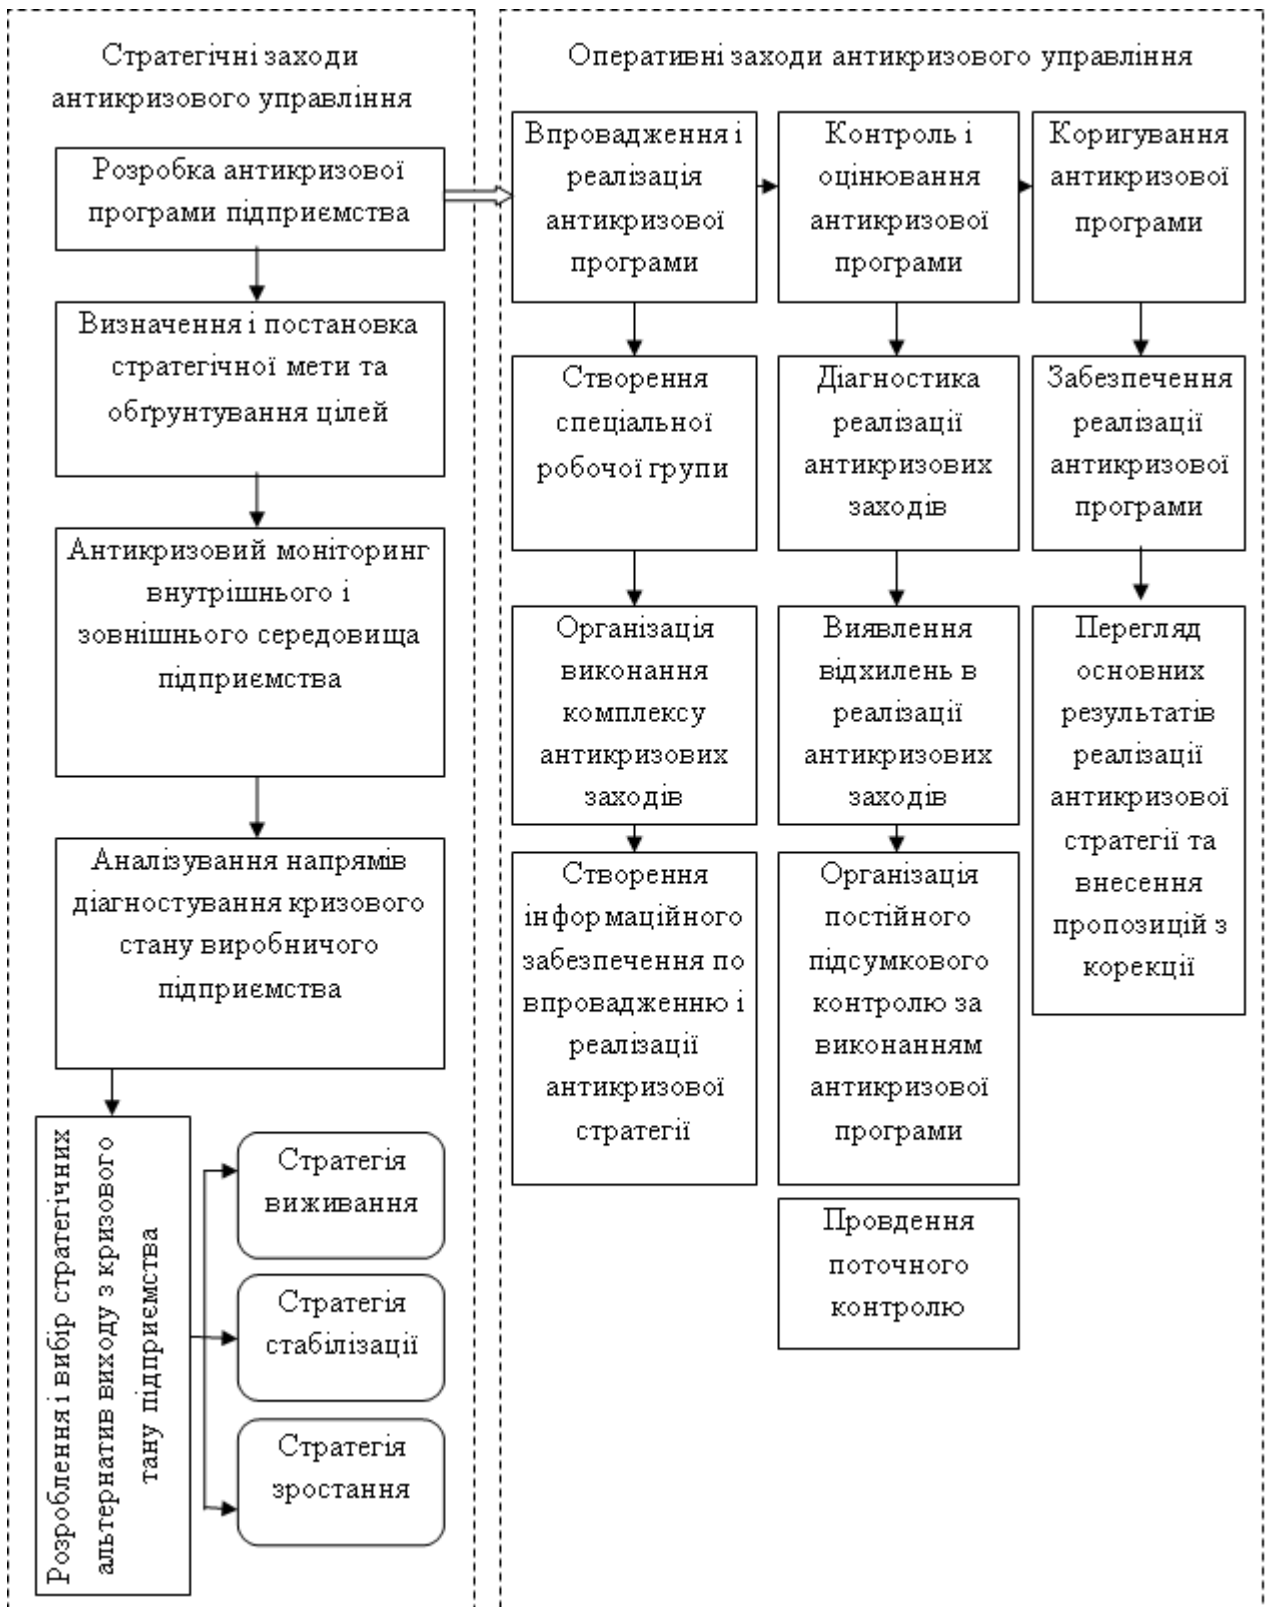 Стратегічні заходи
антикризового управління
Розробка антикризової
програми підприємства
Визначення і постановка
стратегічної мети та
обґрунтування цілей
Антикризовий моніторинг
внутрішнього і
зовнішнього середовища
підприємства
Аналізування напрямів
діагностування кризового
стану виробничого
підприємства
Розроблення і вибір стратегічних
альтернатив виходу з кризового
тану підприємства
Стратегія
виживання
Стратегія
стабілізації
Стратегія
зростання
Оперативні заходи антикризового управління
Впровадження і
реалізація
антикризової
програми
Створення
спеціальної
робочої групи
Організація
виконання
комплексу
антикризових
заходів
Створення
інформаційного
забезпечення по
впровадженню і
реалізації
антикризової
стратегії
Контроль і
оцінювання
антикризової
програми
Діагностика
реалізації
антикризових
заходів
Виявлення
відхилень в
реалізації
антикризових
заходів
Організація
постійного
підсумкового
контролю за
виконанням
антикризової
програми
Провдення
поточного
контролю
Коригування
антикризової
програми
Забезпечення
реалізації
антикризової
програми
Перегляд
основних
результатів
реалізації
антикризової
стратегії та
внесення
пропозицій з
корекції